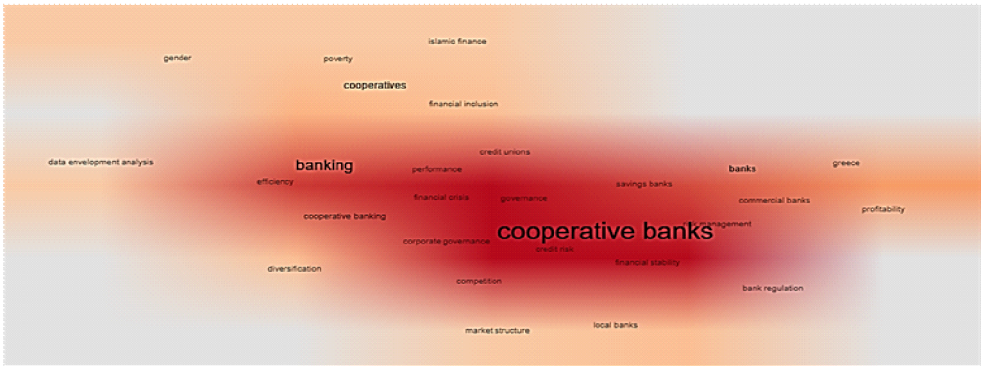 islamic finance
gender
poverty
cooperatives
financial inclusion
credit unions
data envelopment analysis
banking
performance
banks
greece
efficiency
savings banks
financial crisis
governance
commercial banks
profitability
cooperative banking
risk management
cooperative banks
corporate governance
credit risk
financial stability
diversification
competition
bank regulation
local banks
market structure